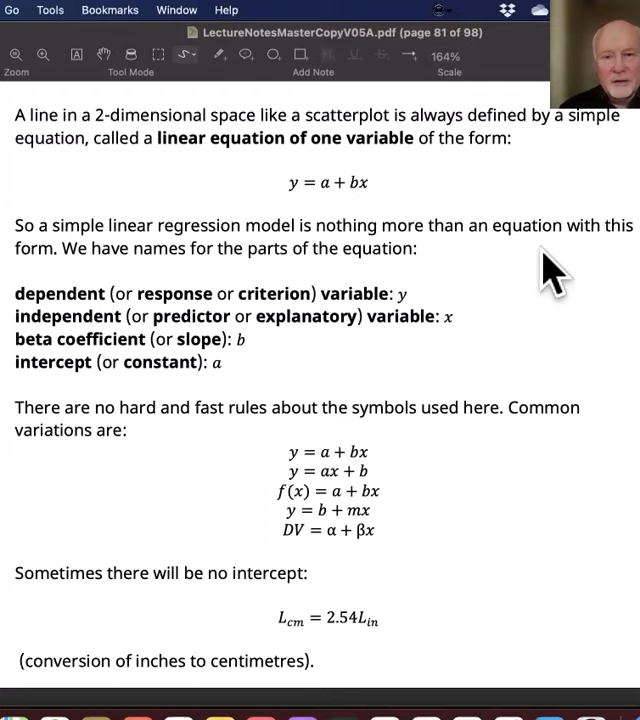 Go Tools Bookmarks Window Help
LectureNotesMasterCopyV05A.pdf (page 81 of 98)
164%
Zoom Tool Mode Add Note Scale
A line in a 2-dimensional space like a scatterplot is always defined by a simple
equation, called a linear equation of one variable of the form:
y = a + bx
So a simple linear regression model is nothing more than an equation with this
form. We have names for the parts of the equation:
dependent (or response or criterion) variable: y
independent (or predictor or explanatory) variable: x
beta coefficient (or slope): b
intercept (or constant): a
There are no hard and fast rules about the symbols used here. Common
variations are:
y = a + bx
y = ax + b
f(x) = a + bx
y = b + mx
DV = α + βx
Sometimes there will be no intercept:
L_cm = 2.54L_in
(conversion of inches to centimetres).